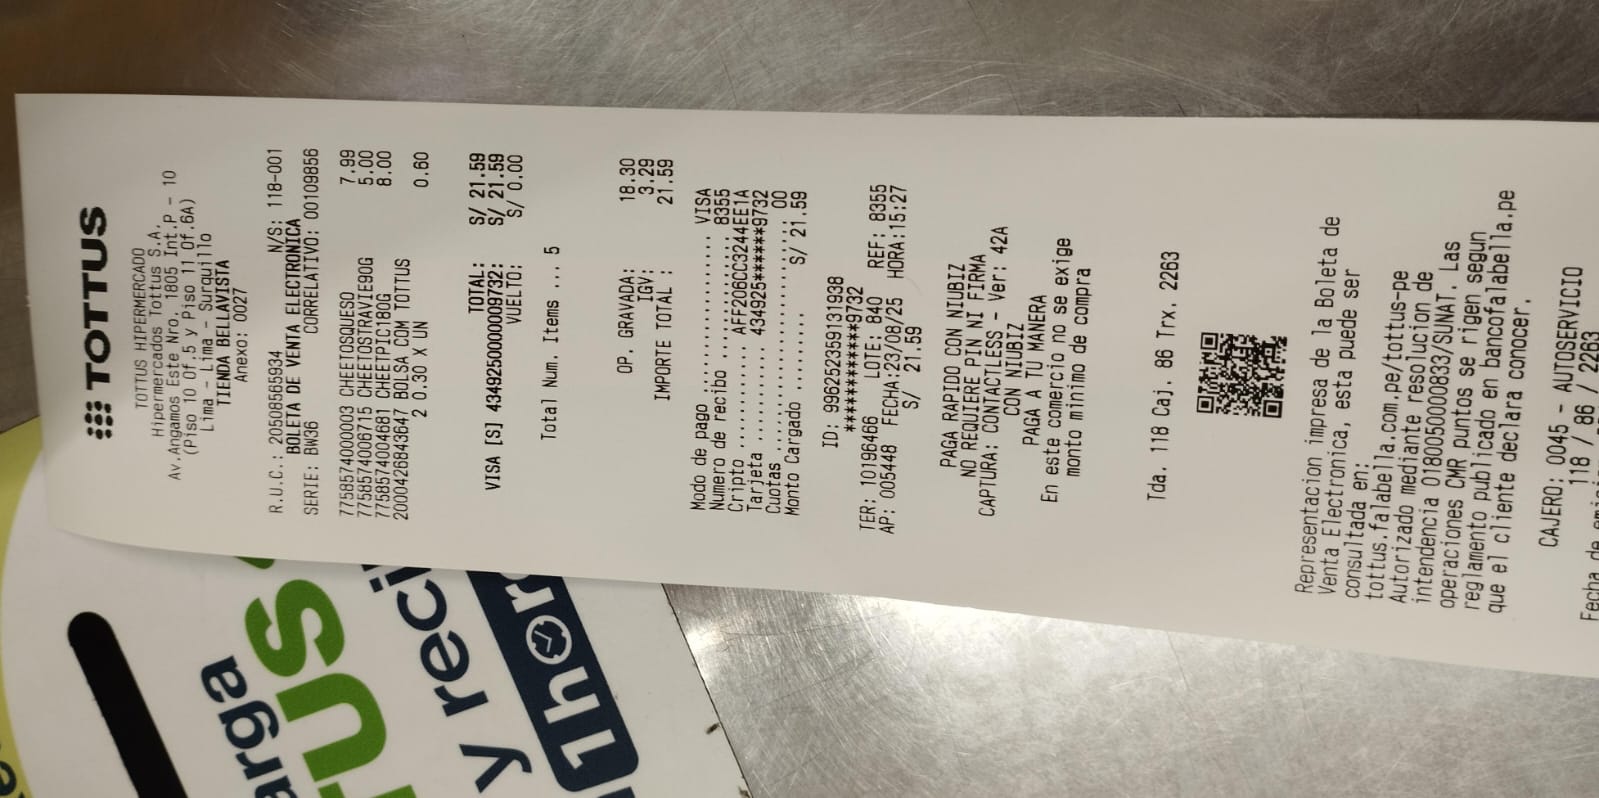 TOTTUS
TOTTUS HIPERMERCADO
Hipermercados Tottus S.A.
Av.Angamos Este Nro. 1805 Int.P - 10
(Piso 10 Of.5 y Piso 11 Of.6A)
Lima - Lima - Surquillo
TIENDA BELLAVISTA
Anexo: 0027
R.U.C.: 20508565934 N/S: 118-001
BOLETA DE VENTA ELECTRONICA
SERIE: BW36 CORRELATIVO: 00109856
7758574000003 CHEETOSQUESO 7.99
7758574006715 CHEETOSTRAVIE90G 5.00
7758574004681 CHEETPIC180G 8.00
2000426843647 BOLSA COM TOTTUS
2 0.30 X UN 0.60
TOTAL: S/ 21.59
VISA [S] 4349250000009732: S/ 21.59
VUELTO: S/ 0.00
Total Num. Items ... 5
OP. GRAVADA: 18.30
IGV: 3.29
IMPORTE TOTAL : 21.59
Modo de pago ................ VISA
Numero de recibo ............ 8355
Cripto ......... AFF206CC3244EE1A
Tarjeta ......... 434925******9732
Cuotas ....................: 00
Monto Cargado ....... S/ 21.59
ID: 996252359131938
************9732
TER: 10196466 LOTE: 840 REF: 8355
AP: 005448 FECHA:23/08/25 HORA:15:27
S/ 21.59
PAGA RAPIDO CON NIUBIZ
NO REQUIERE PIN NI FIRMA
CAPTURA: CONTACTLESS - Ver: 42A
CON NIUBIZ
PAGA A TU MANERA
En este comercio no se exige
monto minimo de compra
Tda. 118 Caj. 86 Trx. 2263
Representacion impresa de la Boleta de
Venta Electronica, esta puede ser
consultada en:
tottus.falabella.com.pe/tottus-pe
Autorizado mediante resolucion de
intendencia 0180050000833/SUNAT. Las
operaciones CMR puntos se rigen segun
reglamento publicado en bancofalabella.pe
que el cliente declara conocer.
CAJERO: 0045 - AUTOSERVICIO
118 / 86 / 2263
Fecha de
arga
TUS
y reci
1hor